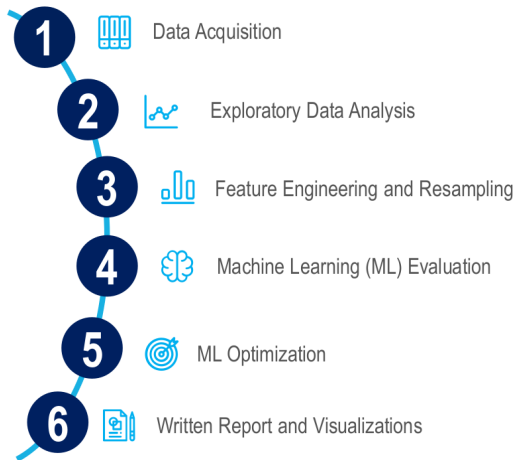 1 Data Acquisition
2 Exploratory Data Analysis
3 Feature Engineering and Resampling
4 Machine Learning (ML) Evaluation
5 ML Optimization
6 Written Report and Visualizations